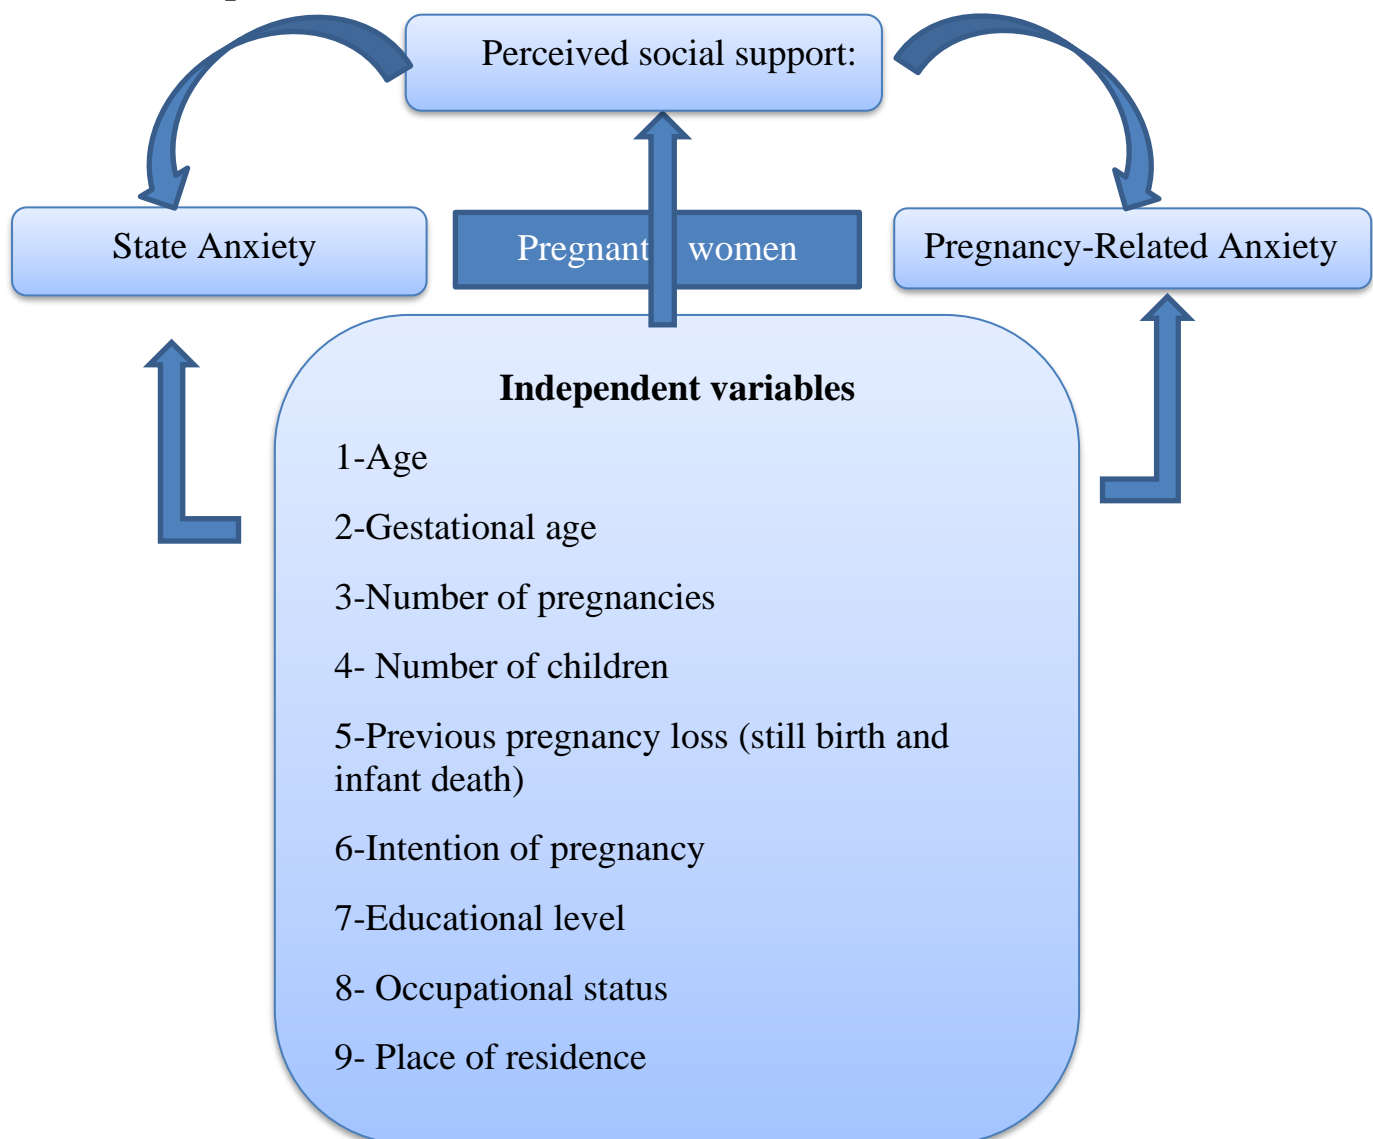 Perceived social support:
State Anxiety
Pregnant women
Pregnancy-Related Anxiety
Independent variables
1-Age
2-Gestational age
3-Number of pregnancies
4- Number of children
5-Previous pregnancy loss (still birth and
infant death)
6-Intention of pregnancy
7-Educational level
8- Occupational status
9- Place of residence